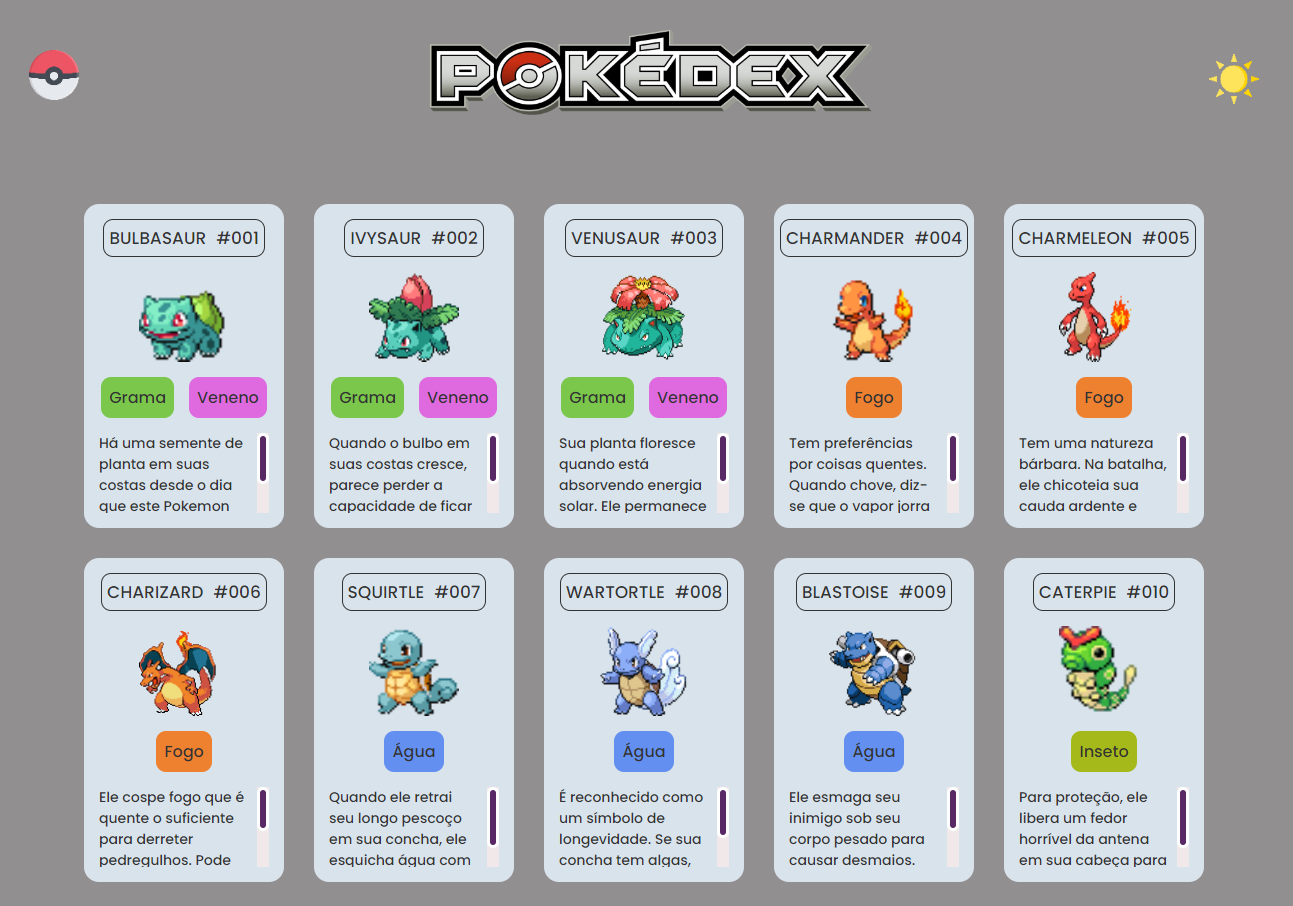 POKÉDEX
BULBASAUR #001
Grama Veneno
Há uma semente de
planta em suas
costas desde o dia
que este Pokemon
IVYSAUR #002
Grama Veneno
Quando o bulbo em
suas costas cresce,
parece perder a
capacidade de ficar
VENUSAUR #003
Grama Veneno
Sua planta floresce
quando está
absorvendo energia
solar. Ele permanece
CHARMANDER #004
Fogo
Tem preferências
por coisas quentes.
Quando chove, diz-
se que o vapor jorra
CHARMELEON #005
Fogo
Tem uma natureza
bárbara. Na batalha,
ele chicoteia sua
cauda ardente e
CHARIZARD #006
Fogo
Ele cospe fogo que é
quente o suficiente
para derreter
pedregulhos. Pode
SQUIRTLE #007
Água
Quando ele retrai
seu longo pescoço
em sua concha, ele
esguicha água com
WARTORTLE #008
Água
É reconhecido como
um símbolo de
longevidade. Se sua
concha tem algas,
BLASTOISE #009
Água
Ele esmaga seu
inimigo sob seu
corpo pesado para
causar desmaios.
CATERPIE #010
Inseto
Para proteção, ele
libera um fedor
horrível da antena
em sua cabeça para